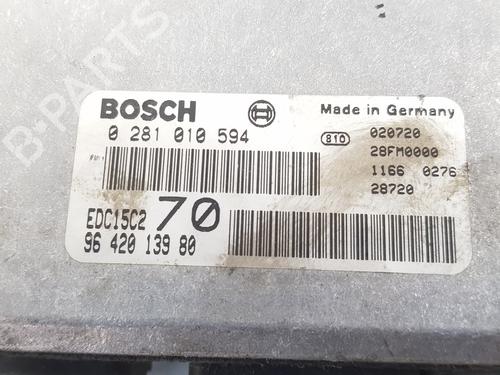 BOSCH
Made in Germany
0 281 010 594
810
020720
28FM0000
1166 0276
28720
EDC15C2 70
96 420 139 80
B-PARTS